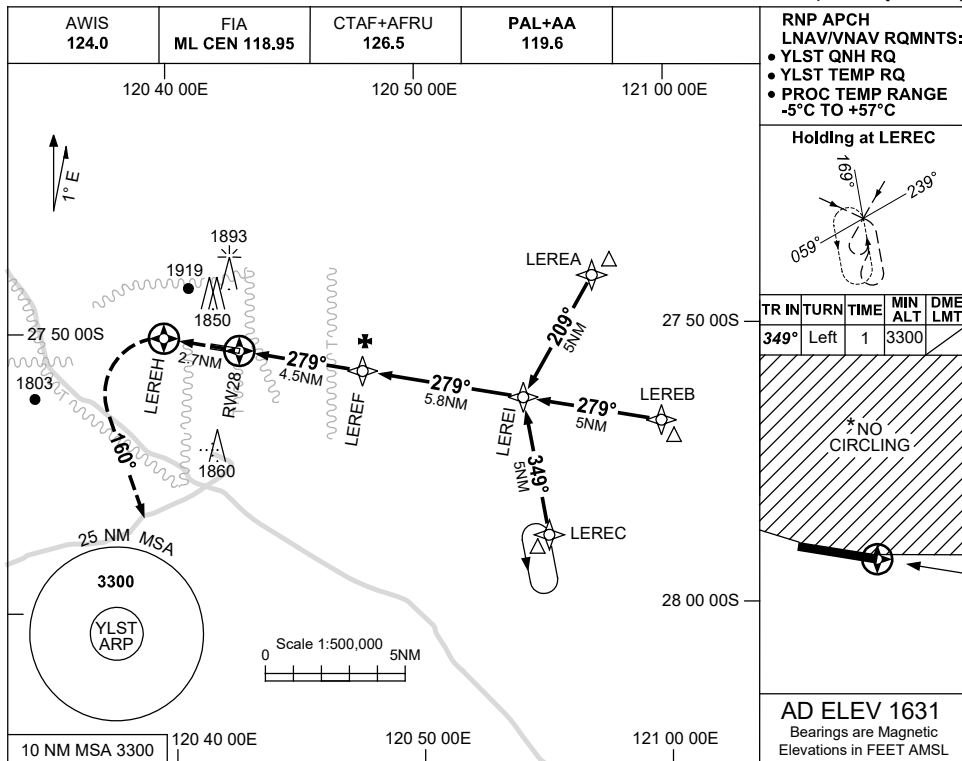 AWIS
124.0
FIA
ML CEN 118.95
CTAF+AFRU
126.5
PAL+AA
119.6
RNP APCH
LNAV/VNAV RQMNTS:
• YLST QNH RQ
• YLST TEMP RQ
• PROC TEMP RANGE
-5°C TO +57°C
120 40 00E
120 50 00E
121 00 00E
1° E
Holding at LEREC
169°
239°
059°
TR IN TURN TIME MIN ALT DME LMT
349° Left 1 3300
1893
1919
1850
LEREA
209°
5NM
27 50 00S
27 50 00S
2.7NM
279°
4.5NM
279°
5.8NM
279°
5NM
LEREB
LEREH
RW28
LEREF
LEREI
1803
1860
160°
349°
5NM
LEREC
*NO
CIRCLING
25 NM MSA
3300
YLST
ARP
Scale 1:500,000
0 5NM
28 00 00S
10 NM MSA 3300
120 40 00E
120 50 00E
121 00 00E
AD ELEV 1631
Bearings are Magnetic
Elevations in FEET AMSL